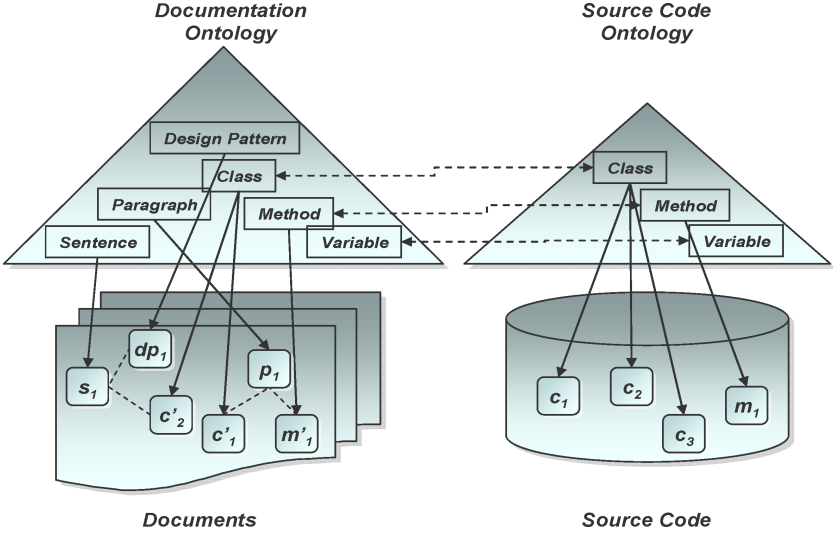 Documentation
Ontology
Source Code
Ontology
Design Pattern
Class
Paragraph
Method
Sentence
Variable
Class
Method
Variable
dp1
s1
p1
c'2
c'1
m'1
c1
c2
c3
m1
Documents
Source Code